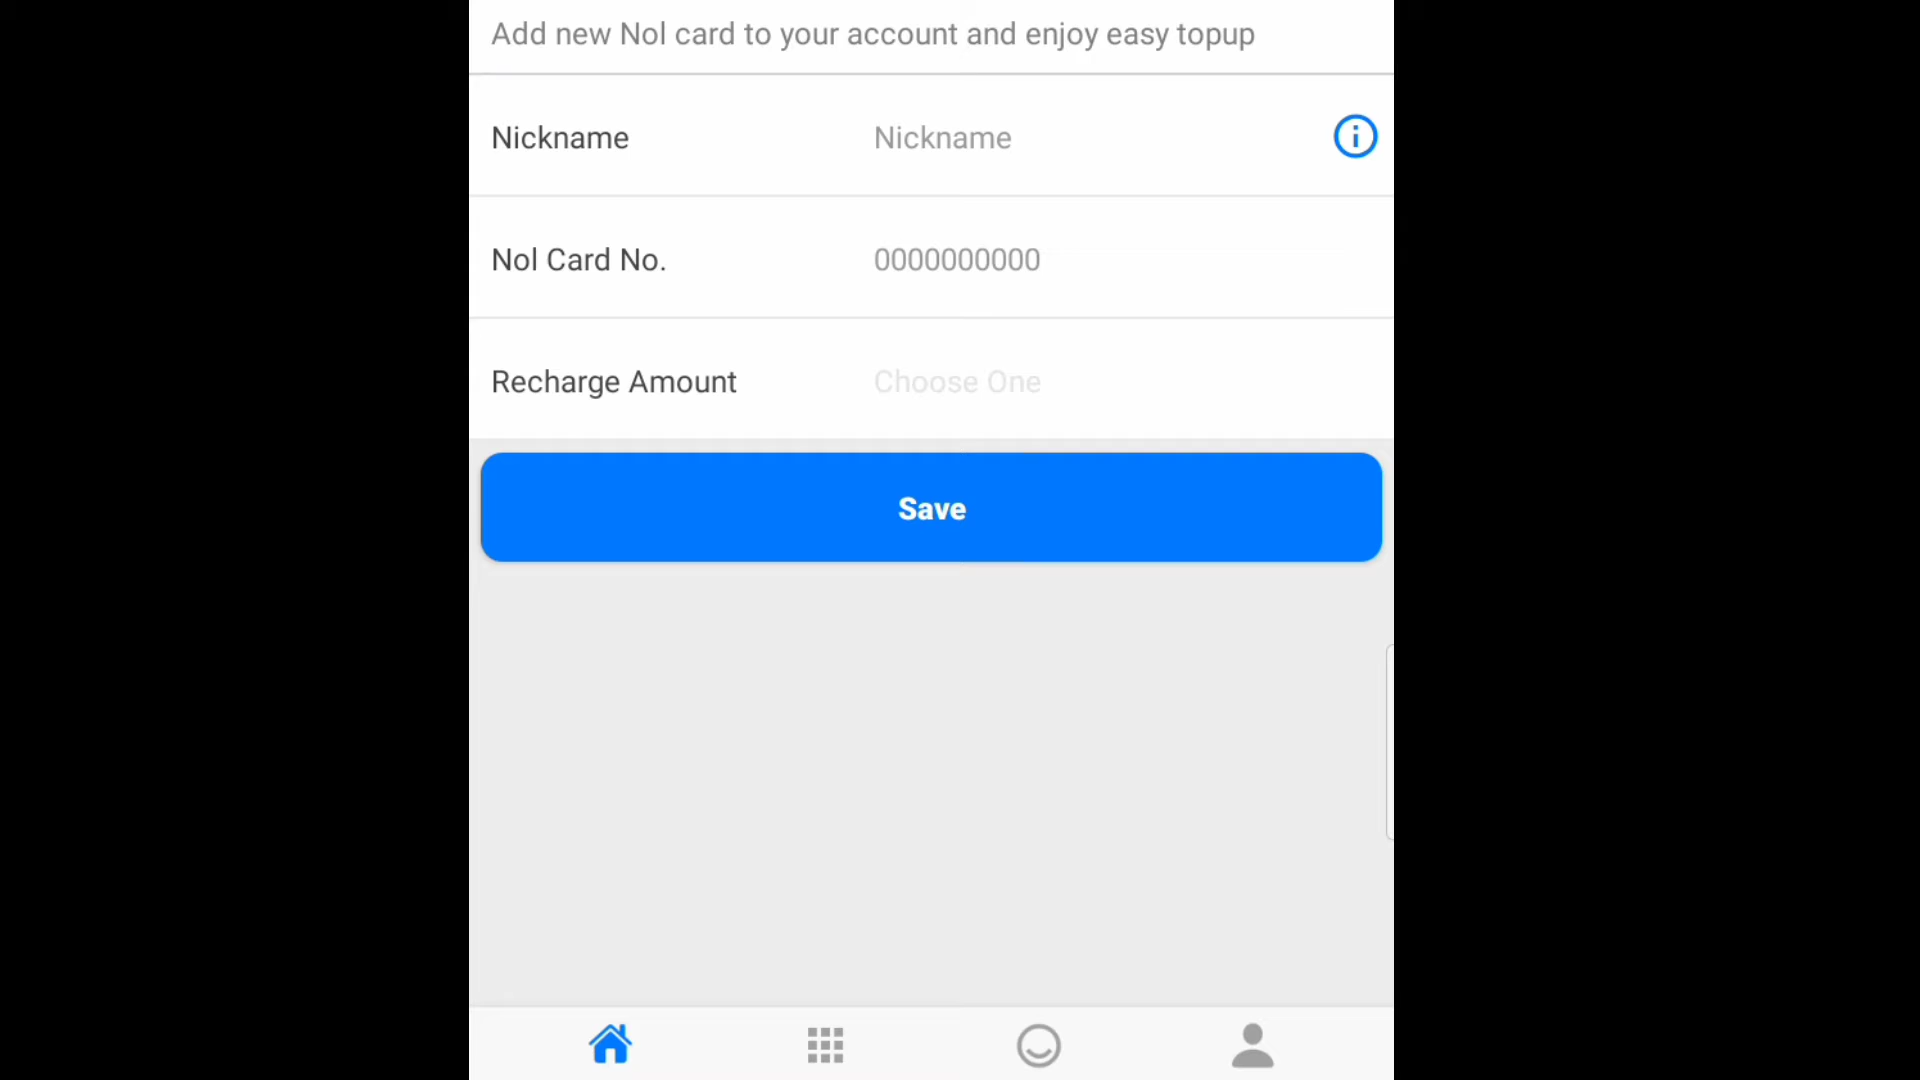 Add new Nol card to your account and enjoy easy topup
Nickname Nickname
Nol Card No. 0000000000
Recharge Amount Choose One
Save